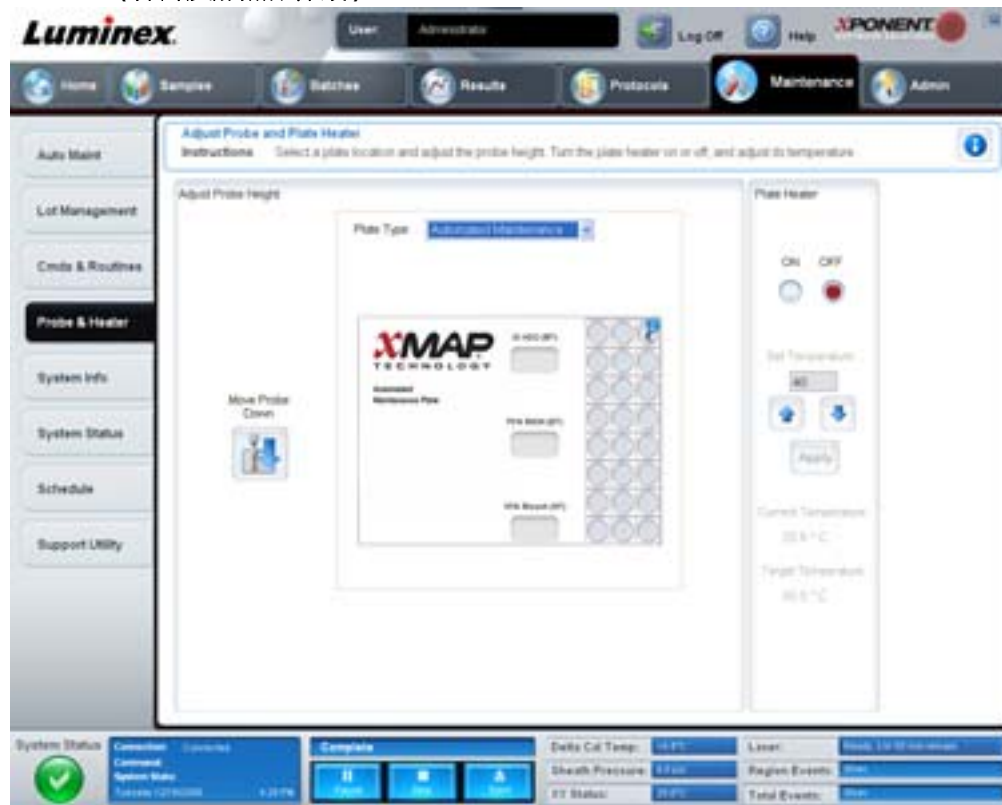 Luminex.
User:
Administrator
Log Off
Help
XPONENT
Home
Samples
Batches
Results
Protocols
Maintenance
Admin
Auto Maint
Lot Management
Cmds & Routines
Probe & Heater
System Info
System Status
Schedule
Support Utility
Adjust Probe and Plate Heater
Instructions Select a plate location and adjust the probe height. Turn the plate heater on or off, and adjust its temperature.
Adjust Probe Height
Plate Type Automated Maintenance
Move Probe Down
XMAP
TECHNOLOGY
Automated
Maintenance Plate
Plate Heater
ON OFF
Set Temperature
40
Apply
Current Temperature
Target Temperature
System Status
Connection Connected
Command
System State
Complete
Pause
Stop
Eject
Delta Cal Temp:
Sheath Pressure:
XY Status:
Laser:
Region Events:
Total Events: